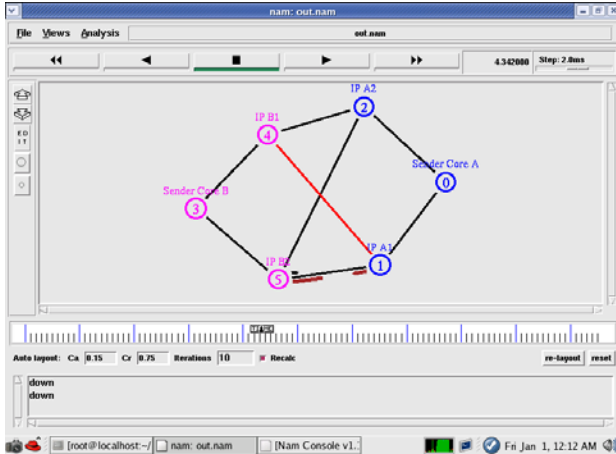 nam: out.nam
File Views Analysis out.nam
4.342000 Step: 2.0ms
IP A2
2
IP B1
4
Sender Core A
0
Sender Core B
3
IP A1
1
IP B2
5
ED
IT
Auto layout: Ca 0.15 Cr 0.75 Iterations 10 Recalc re-layout reset
down
down
[root@localhost:~/ nam: out.nam [Nam Console v1. Fri Jan 1, 12:12 AM